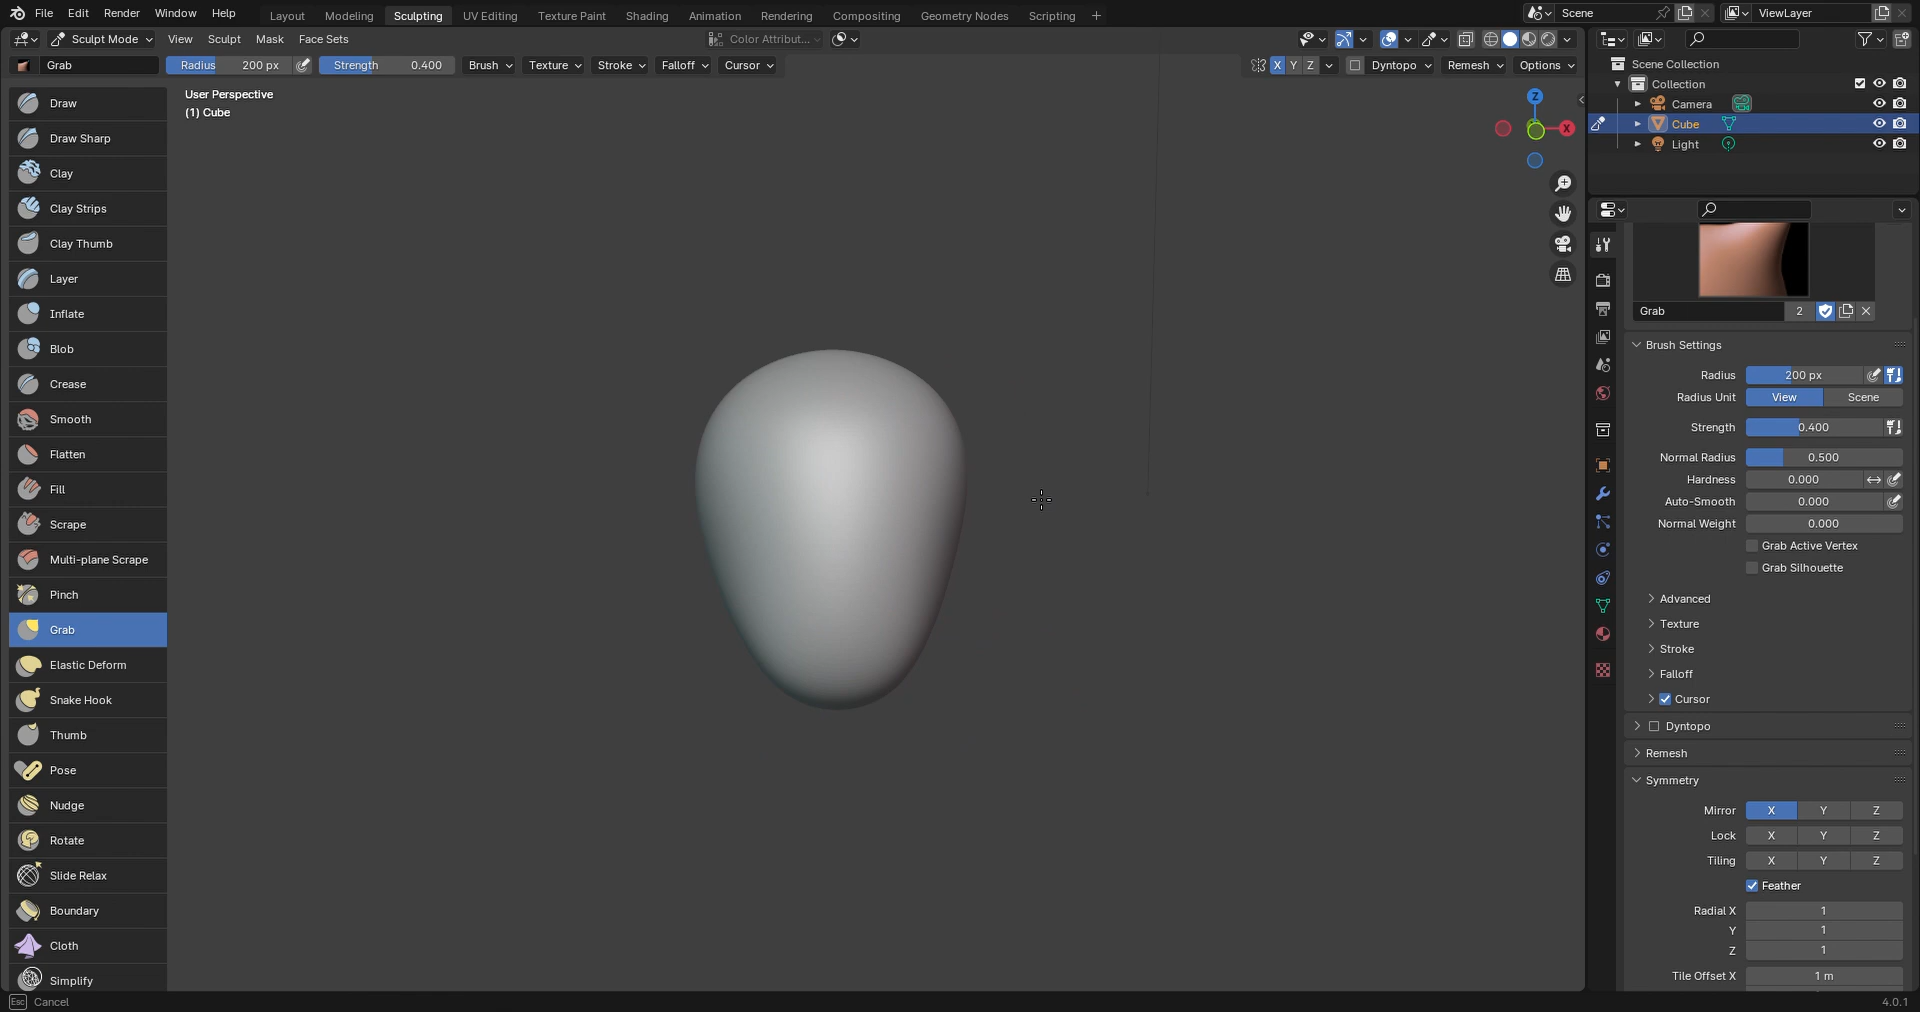 File Edit Render Window Help Layout Modeling Sculpting UV Editing Texture Paint Shading Animation Rendering Compositing Geometry Nodes Scripting + Scene ViewLayer
Sculpt Mode View Sculpt Mask Face Sets Color Attribut...
Grab Radius 200 px Strength 0.400 Brush Texture Stroke Falloff Cursor X Y Z Dyntopo Remesh Options
User Perspective
(1) Cube
Z
X
Draw
Draw Sharp
Clay
Clay Strips
Clay Thumb
Layer
Inflate
Blob
Crease
Smooth
Flatten
Fill
Scrape
Multi-plane Scrape
Pinch
Grab
Elastic Deform
Snake Hook
Thumb
Pose
Nudge
Rotate
Slide Relax
Boundary
Cloth
Simplify
Scene Collection
Collection
Camera
Cube
Light
Grab 2
Brush Settings
Radius 200 px
Radius Unit View Scene
Strength 0.400
Normal Radius 0.500
Hardness 0.000
Auto-Smooth 0.000
Normal Weight 0.000
Grab Active Vertex
Grab Silhouette
Advanced
Texture
Stroke
Falloff
Cursor
Dyntopo
Remesh
Symmetry
Mirror X Y Z
Lock X Y Z
Tiling X Y Z
Feather
Radial X 1
Y 1
Z 1
Tile Offset X 1 m
Esc Cancel 4.0.1